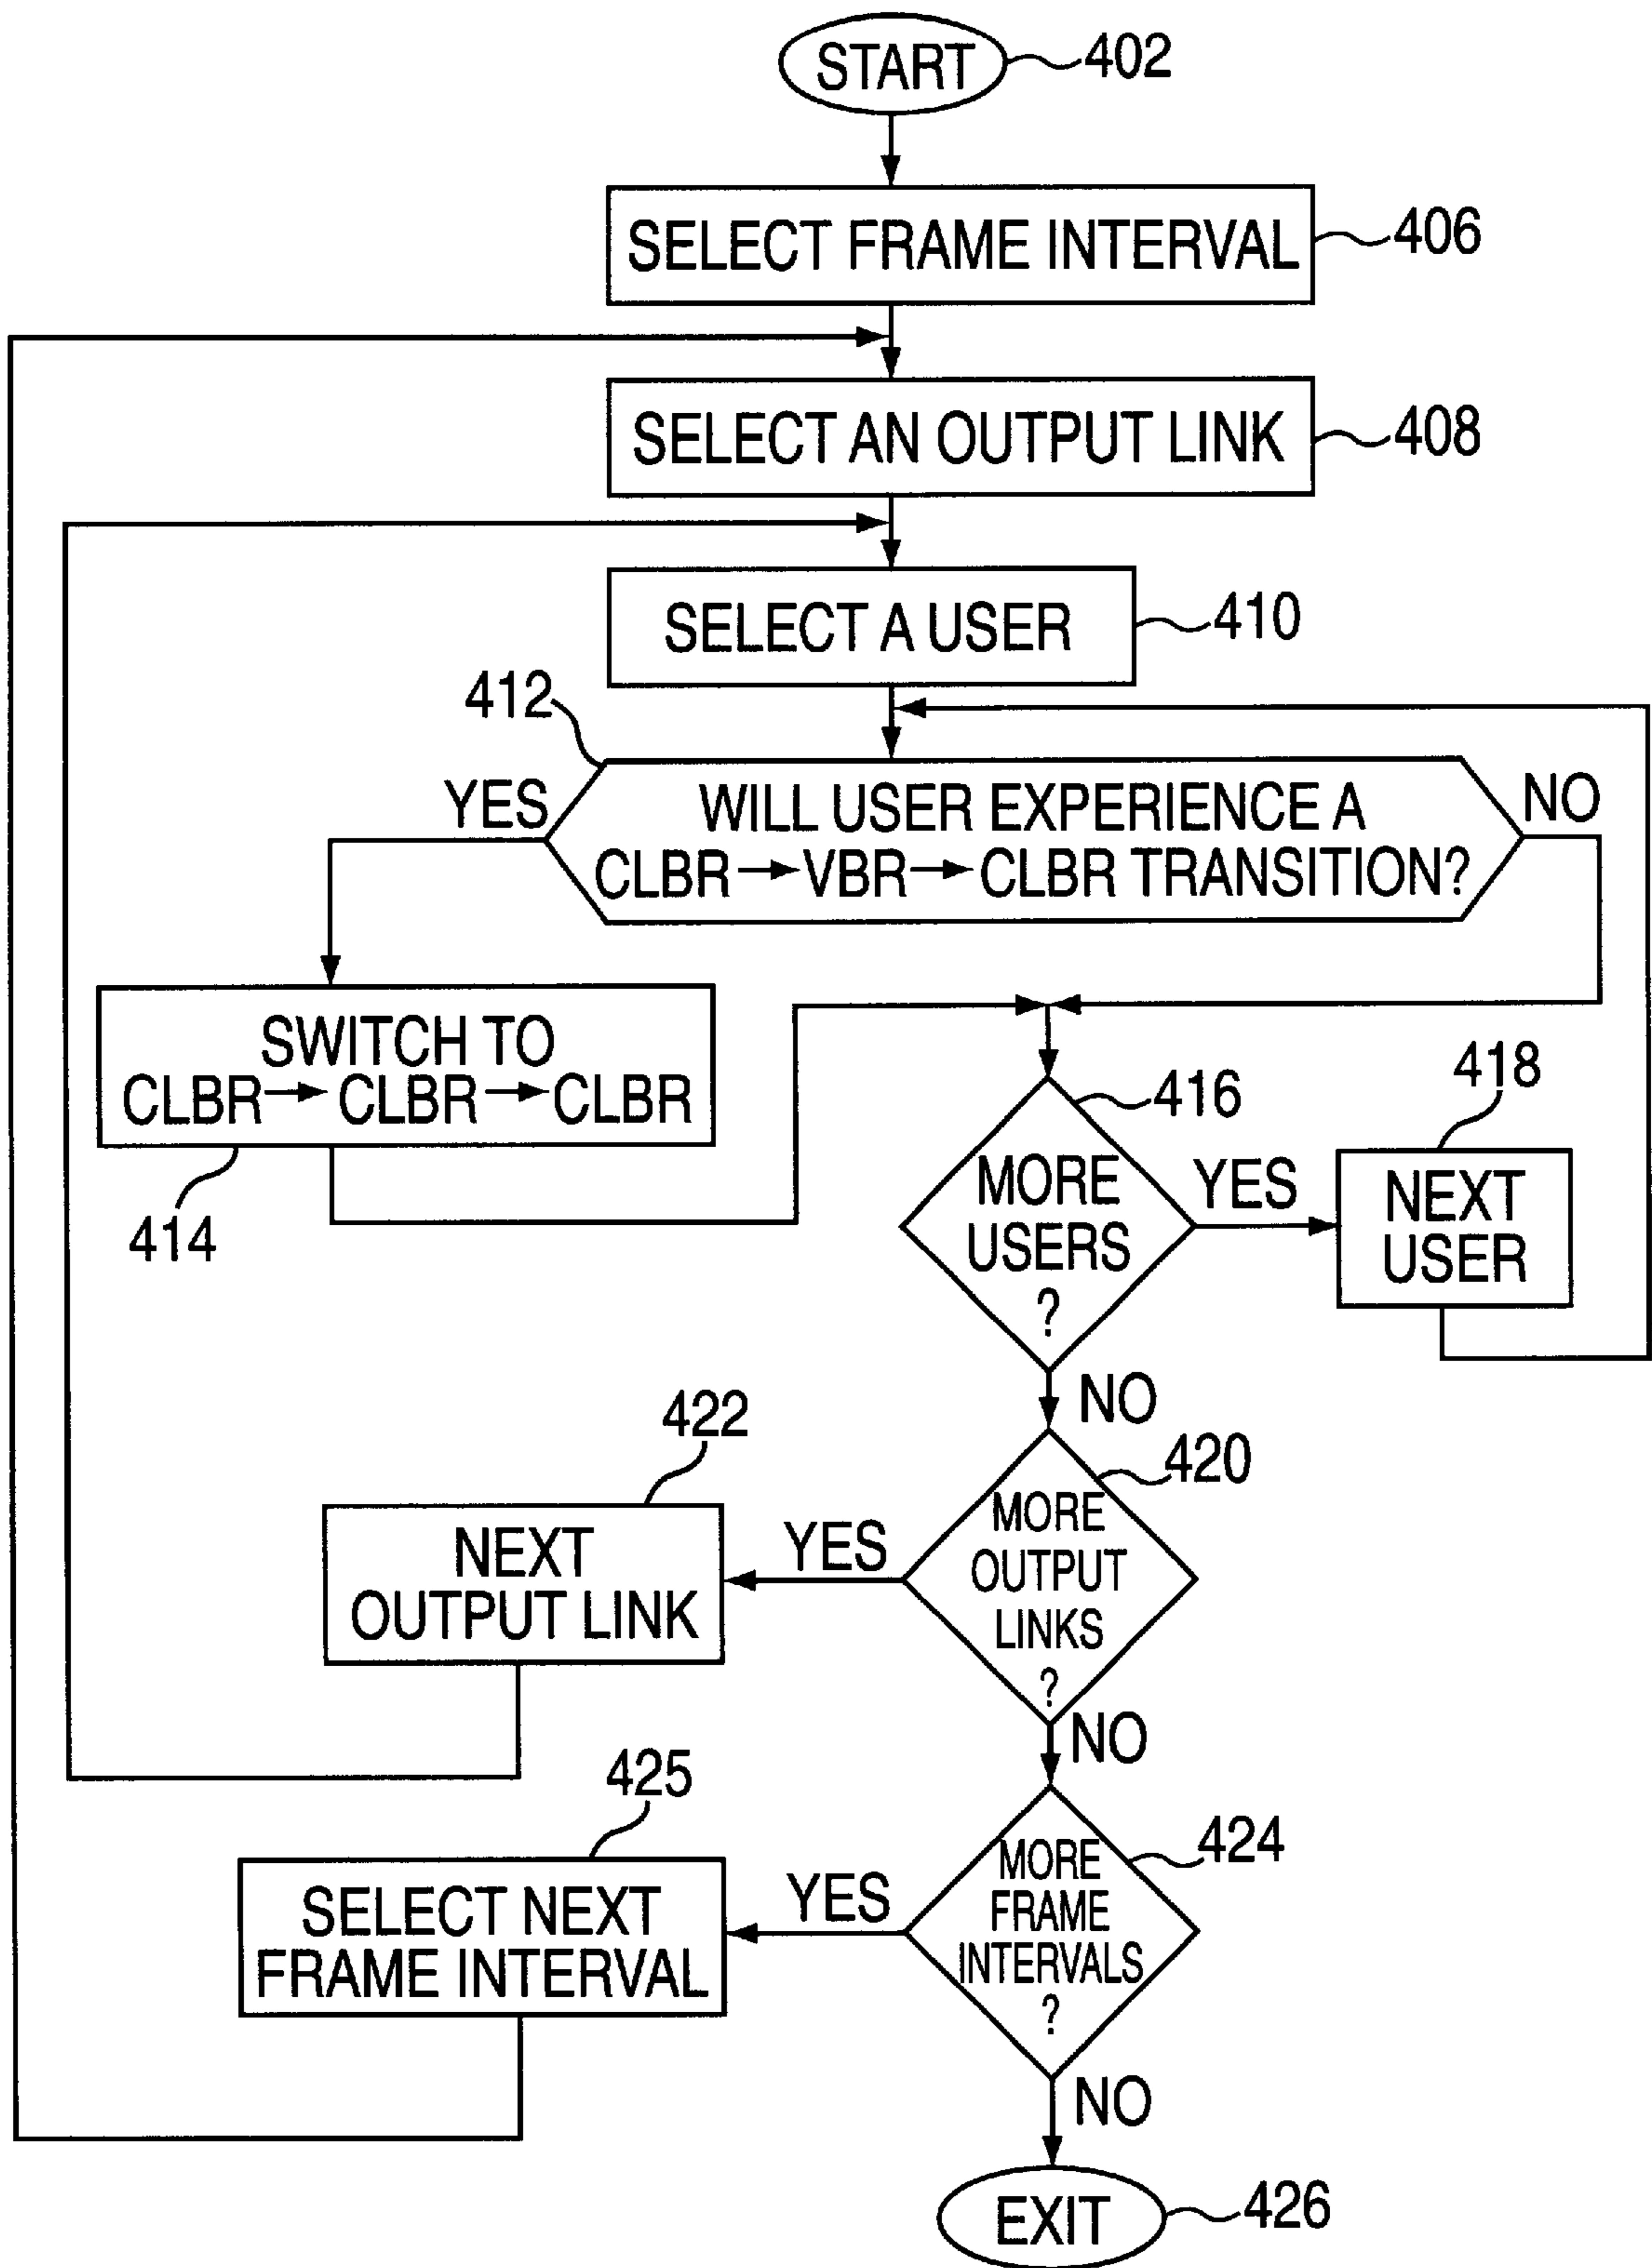 START
402
SELECT FRAME INTERVAL
406
SELECT AN OUTPUT LINK
408
SELECT A USER
410
412
YES
WILL USER EXPERIENCE A
CLBR → VBR → CLBR TRANSITION?
NO
SWITCH TO
CLBR → CLBR → CLBR
414
416
MORE
USERS
?
YES
418
NEXT
USER
NO
422
NEXT
OUTPUT LINK
YES
420
MORE
OUTPUT
LINKS
?
NO
425
SELECT NEXT
FRAME INTERVAL
YES
424
MORE
FRAME
INTERVALS
?
NO
EXIT
426